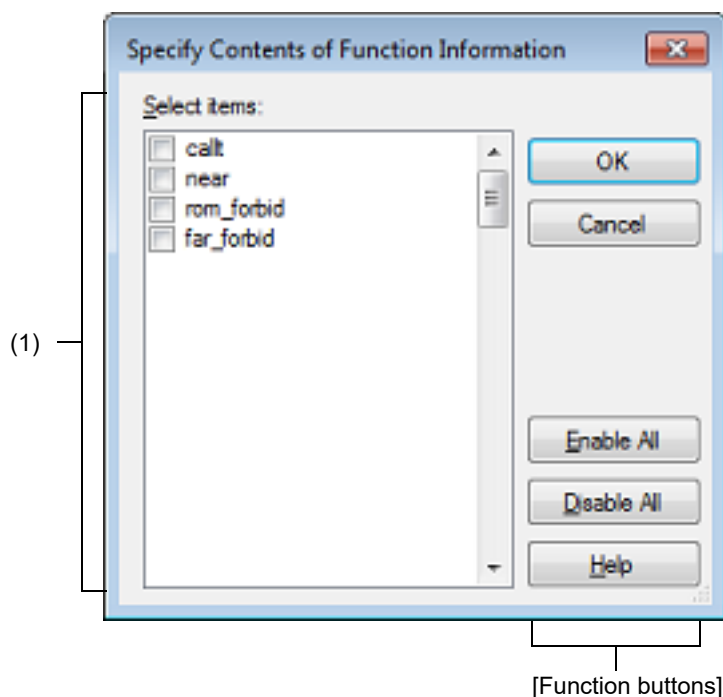 Specify Contents of Function Information
Select items:
callt
near
rom_forbid
far_forbid
OK
Cancel
(1)
Enable All
Disable All
Help
[Function buttons]